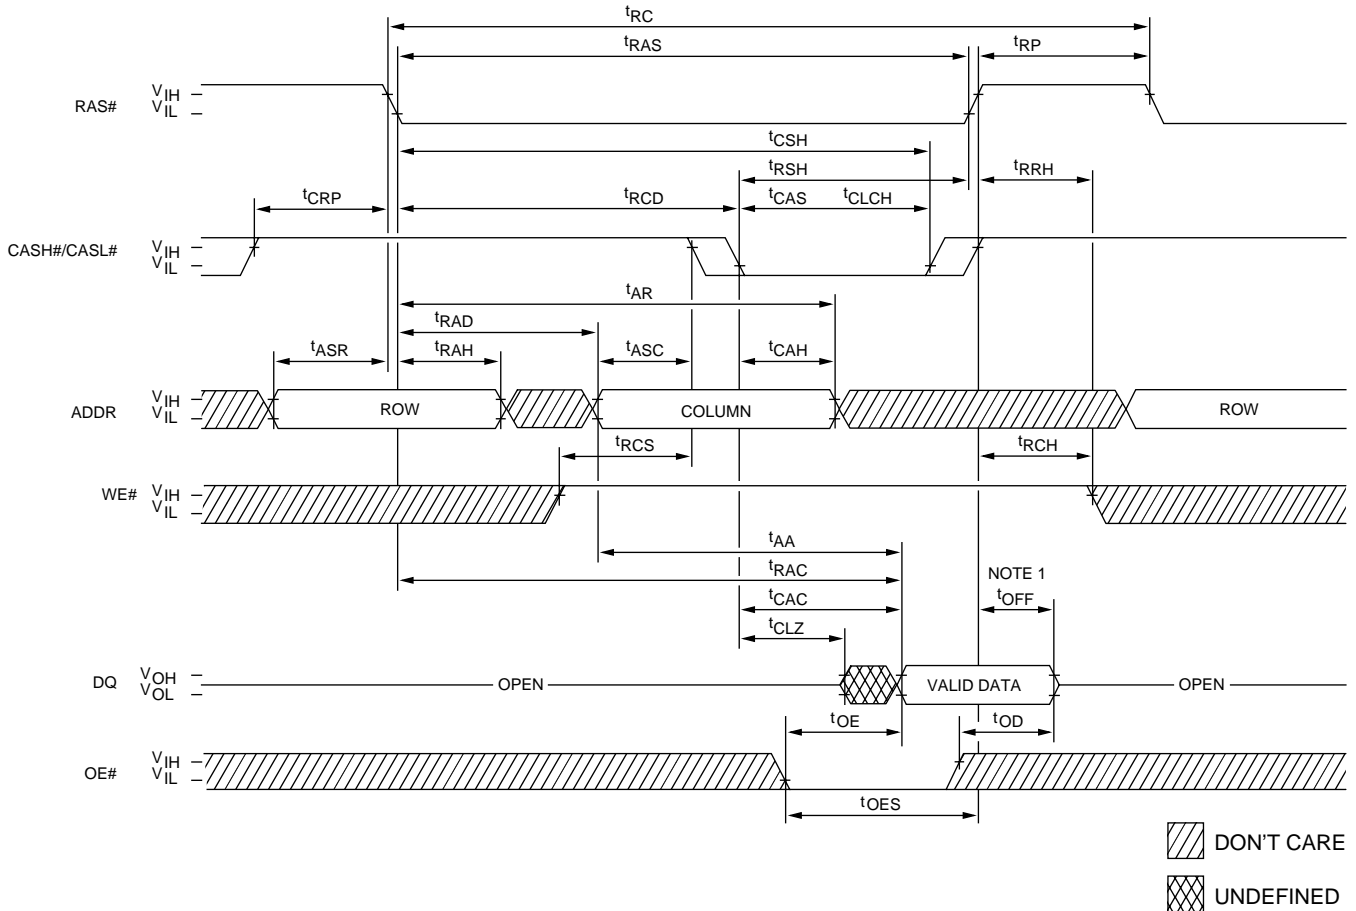 tRC
tRAS tRP
RAS# VIH VIL
tCSH
tRSH tRRH
tCRP tRCD tCAS tCLCH
CASH#/CASL# VIH VIL
tAR
tRAD
tASR tRAH tASC tCAH
ADDR VIH VIL ROW COLUMN ROW
tRCS tRCH
WE# VIH VIL
tAA
tRAC NOTE 1
tCAC tOFF
tCLZ
DQ VOH VOL OPEN VALID DATA OPEN
tOE tOD
OE# VIH VIL
tOES
DON'T CARE
UNDEFINED